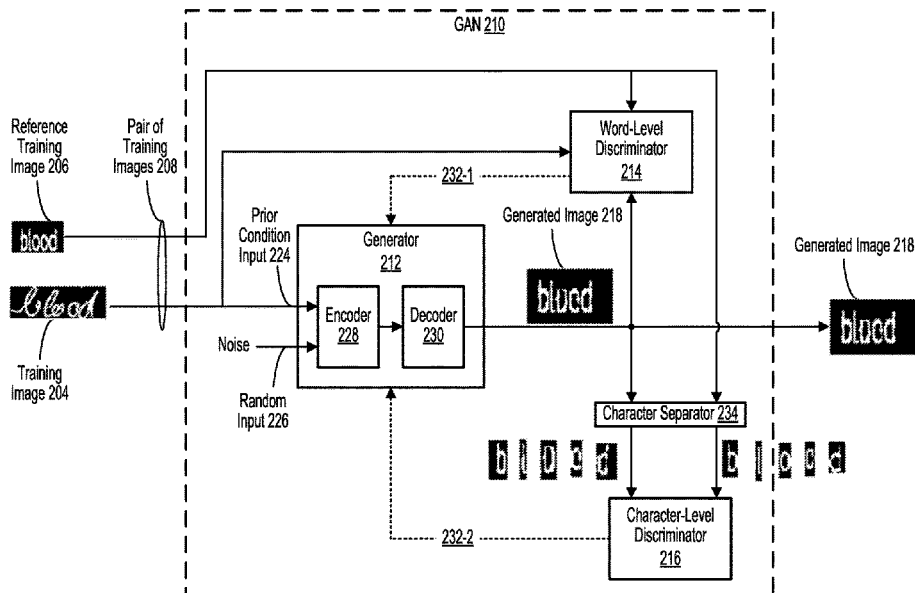 GAN 210
Reference
Training
Image 206
Pair of
Training
Images 208
Word-Level
Discriminator
214
232-1
Generated Image 218
Generated Image 218
blood
Prior
Condition
Input 224
Generator
212
blood
Training
Image 204
Noise
Encoder
228
Decoder
230
Random
Input 226
Character Separator 234
b l o o d
232-2
Character-Level
Discriminator
216